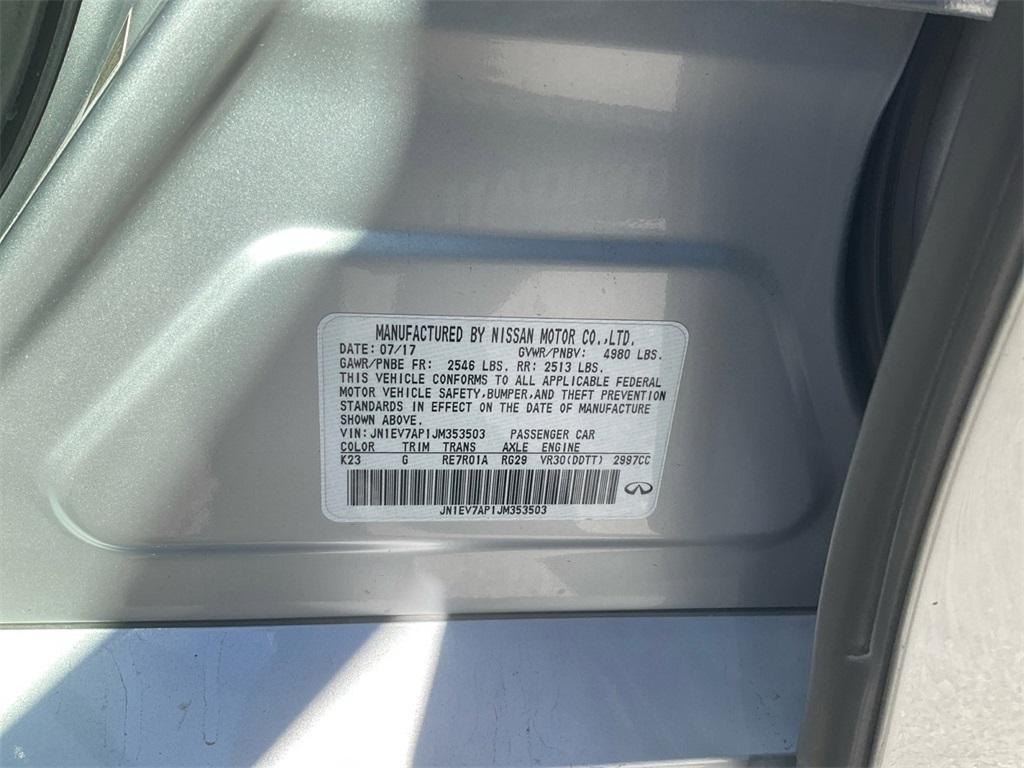 MANUFACTURED BY NISSAN MOTOR CO.,LTD.
DATE: 07/17 GVWR/PNBV: 4980 LBS.
GAWR/PNBE FR: 2546 LBS. RR: 2513 LBS.
THIS VEHICLE CONFORMS TO ALL APPLICABLE FEDERAL
MOTOR VEHICLE SAFETY,BUMPER,AND THEFT PREVENTION
STANDARDS IN EFFECT ON THE DATE OF MANUFACTURE
SHOWN ABOVE.
VIN: JN1EV7AP1JM353503 PASSENGER CAR
COLOR TRIM TRANS AXLE ENGINE
K23 G RE7R01A RG29 VR30(DDTT) 2997CC
JN1EV7AP1JM353503